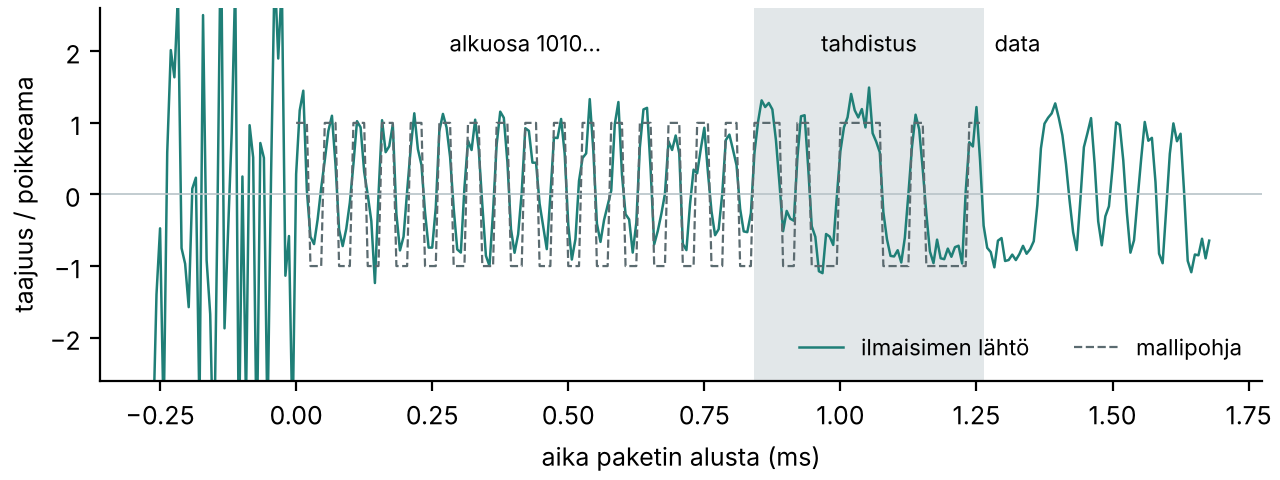 alkuosa 1010...
tahdistus
data
taajuus / poikkeama
2
1
0
−1
−2
ilmaisimen lähtö
mallipohja
−0.25
0.00
0.25
0.50
0.75
1.00
1.25
1.50
1.75
aika paketin alusta (ms)